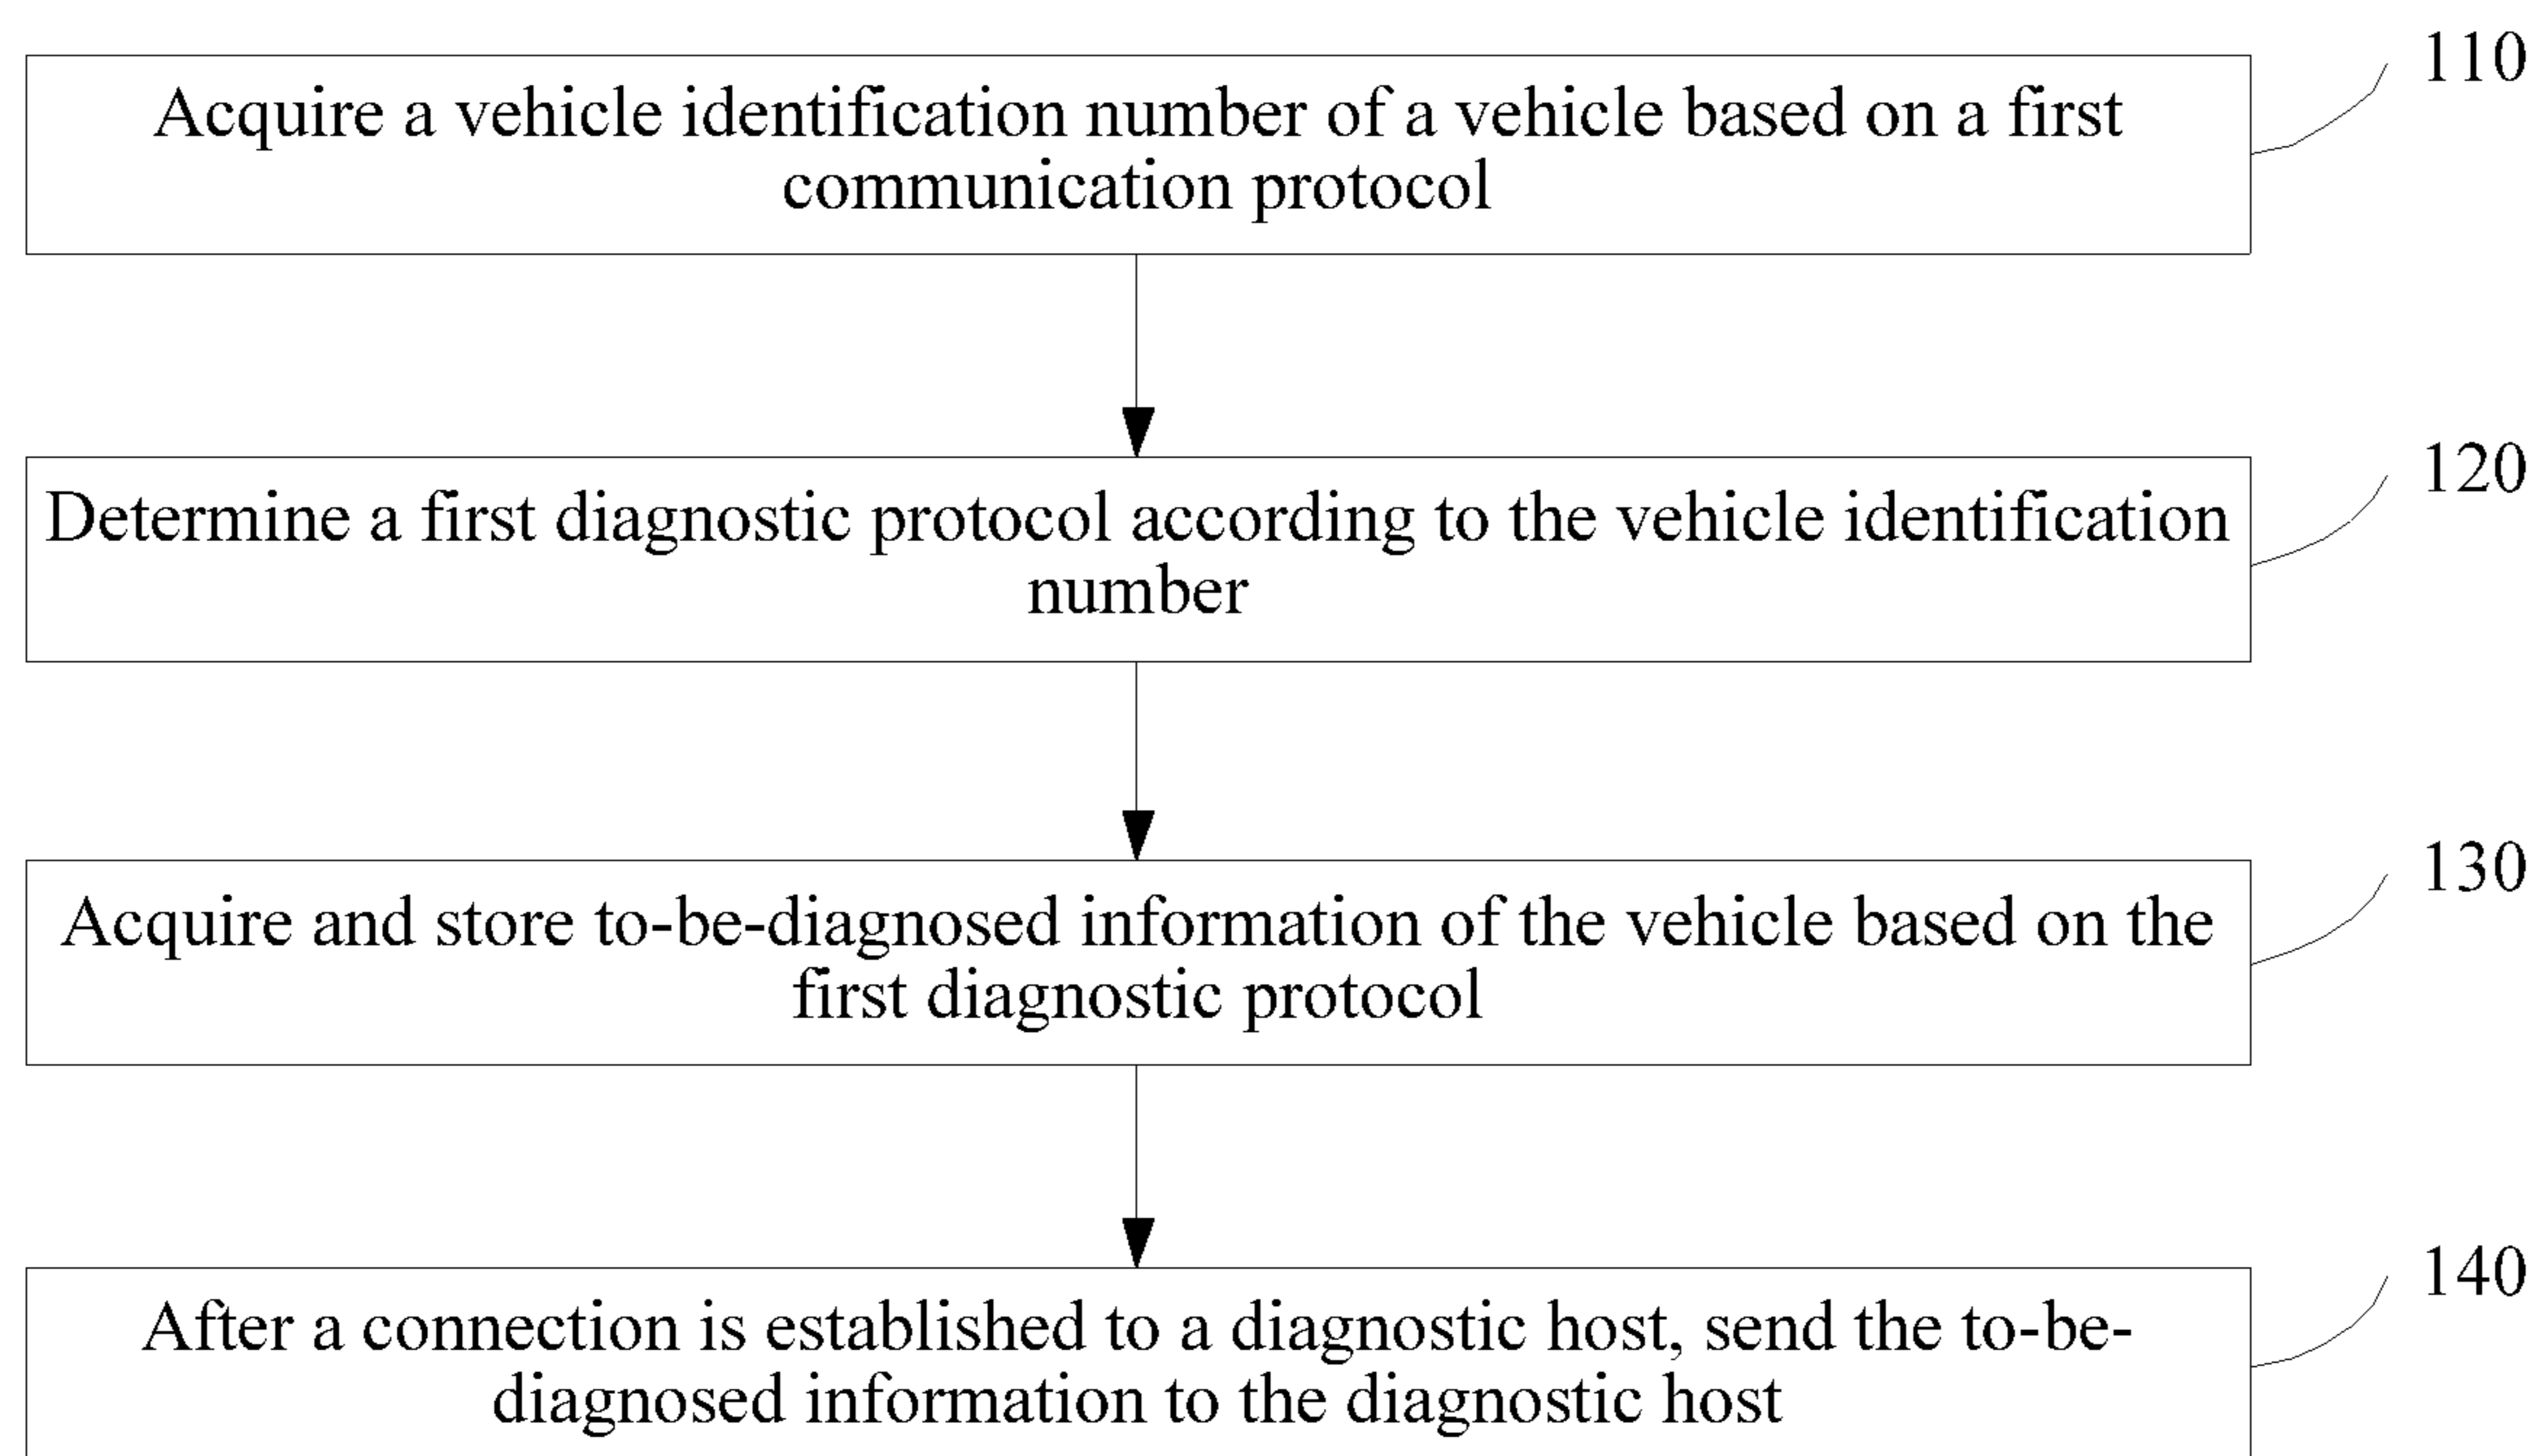 110
Acquire a vehicle identification number of a vehicle based on a first
communication protocol
120
Determine a first diagnostic protocol according to the vehicle identification
number
130
Acquire and store to-be-diagnosed information of the vehicle based on the
first diagnostic protocol
140
After a connection is established to a diagnostic host, send the to-be-
diagnosed information to the diagnostic host